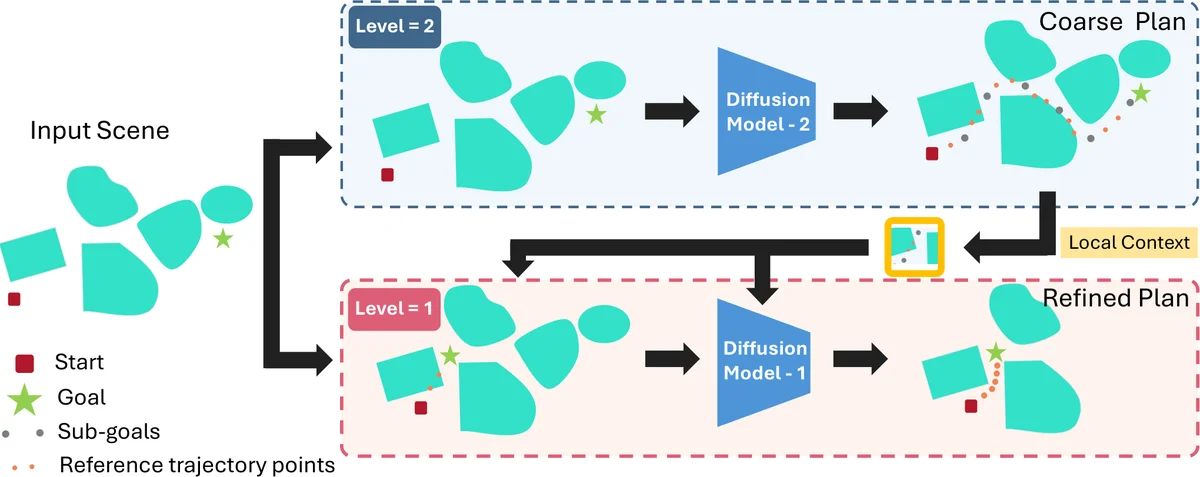 Level = 2
Coarse Plan
Diffusion
Model - 2
Input Scene
Local Context
Level = 1
Refined Plan
Diffusion
Model - 1
Start
Goal
Sub-goals
Reference trajectory points